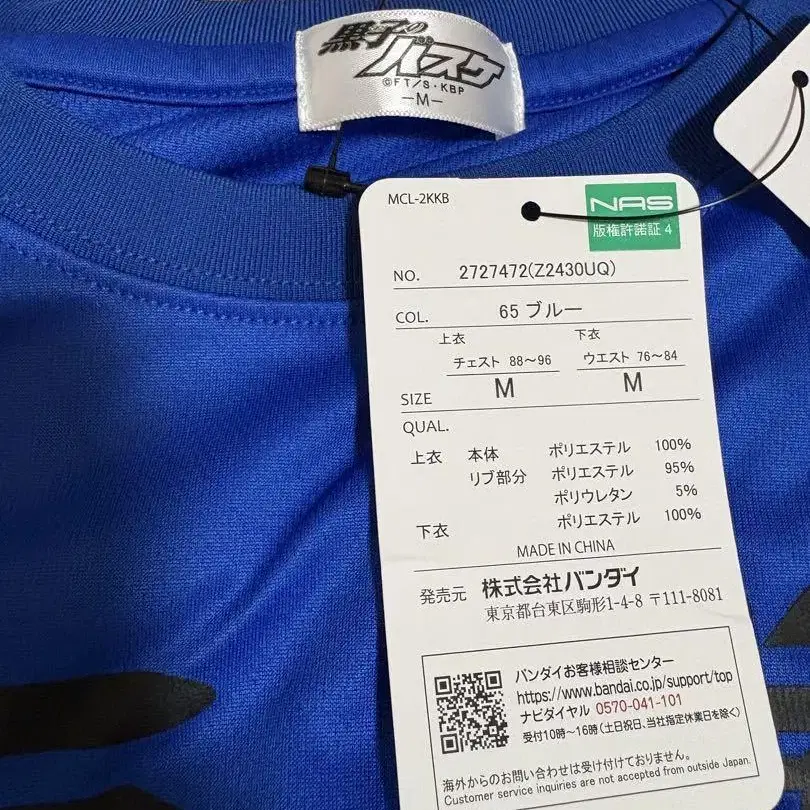 黒子の
バスケ
©FT/S・KBP
-M-
MCL-2KKB
NAS
版権許諾証 4
NO. 2727472(Z2430UQ)
COL. 65 ブルー
上衣 下衣
チェスト 88〜96 ウエスト 76〜84
SIZE M M
QUAL.
上衣 本体 ポリエステル 100%
リブ部分 ポリエステル 95%
ポリウレタン 5%
下衣 ポリエステル 100%
MADE IN CHINA
発売元 株式会社バンダイ
東京都台東区駒形1-4-8 〒111-8081
バンダイお客様相談センター
https://www.bandai.co.jp/support/top
ナビダイヤル 0570-041-101
受付10時〜16時(土日祝日、当社指定休業日を除く)
海外からのお問い合わせは受け付けておりません。
Customer service inquiries are not accepted from outside Japan.